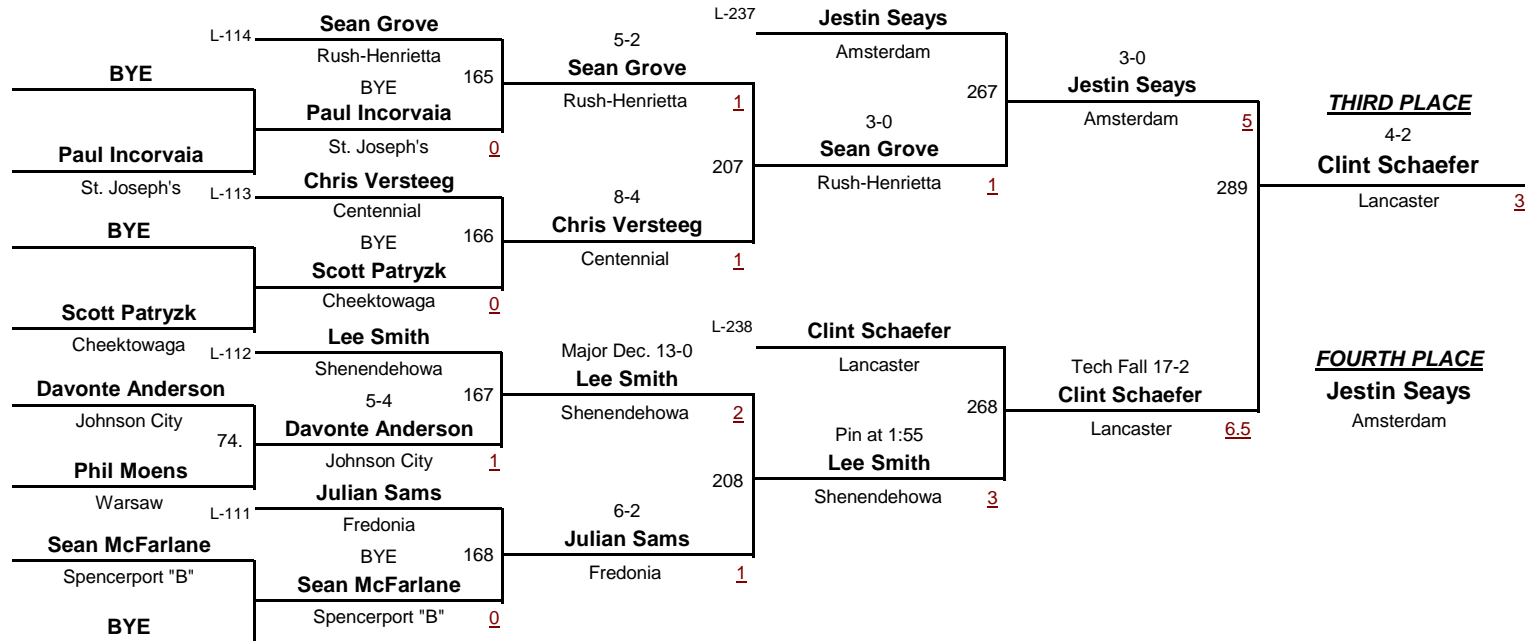 BYE
Paul Incorvaia
St. Joseph's
BYE
Scott Patryzk
Cheektowaga
Davonte Anderson
Johnson City
74.
Phil Moens
Warsaw
Sean McFarlane
Spencerport "B"
BYE
L-114
Sean Grove
Rush-Henrietta
BYE
165
Paul Incorvaia
St. Joseph's
0
L-113
Chris Versteeg
Centennial
BYE
166
Scott Patryzk
Cheektowaga
0
L-112
Lee Smith
Shenendehowa
5-4
167
Davonte Anderson
Johnson City
1
L-111
Julian Sams
Fredonia
BYE
168
Sean McFarlane
Spencerport "B"
0
5-2
Sean Grove
Rush-Henrietta
1
207
8-4
Chris Versteeg
Centennial
1
Major Dec. 13-0
Lee Smith
Shenendehowa
2
208
6-2
Julian Sams
Fredonia
1
L-237
Jestin Seays
Amsterdam
267
3-0
Sean Grove
Rush-Henrietta
1
L-238
Clint Schaefer
Lancaster
268
Pin at 1:55
Lee Smith
Shenendehowa
3
3-0
Jestin Seays
Amsterdam
5
289
Tech Fall 17-2
Clint Schaefer
Lancaster
6.5
THIRD PLACE
4-2
Clint Schaefer
Lancaster
3
FOURTH PLACE
Jestin Seays
Amsterdam